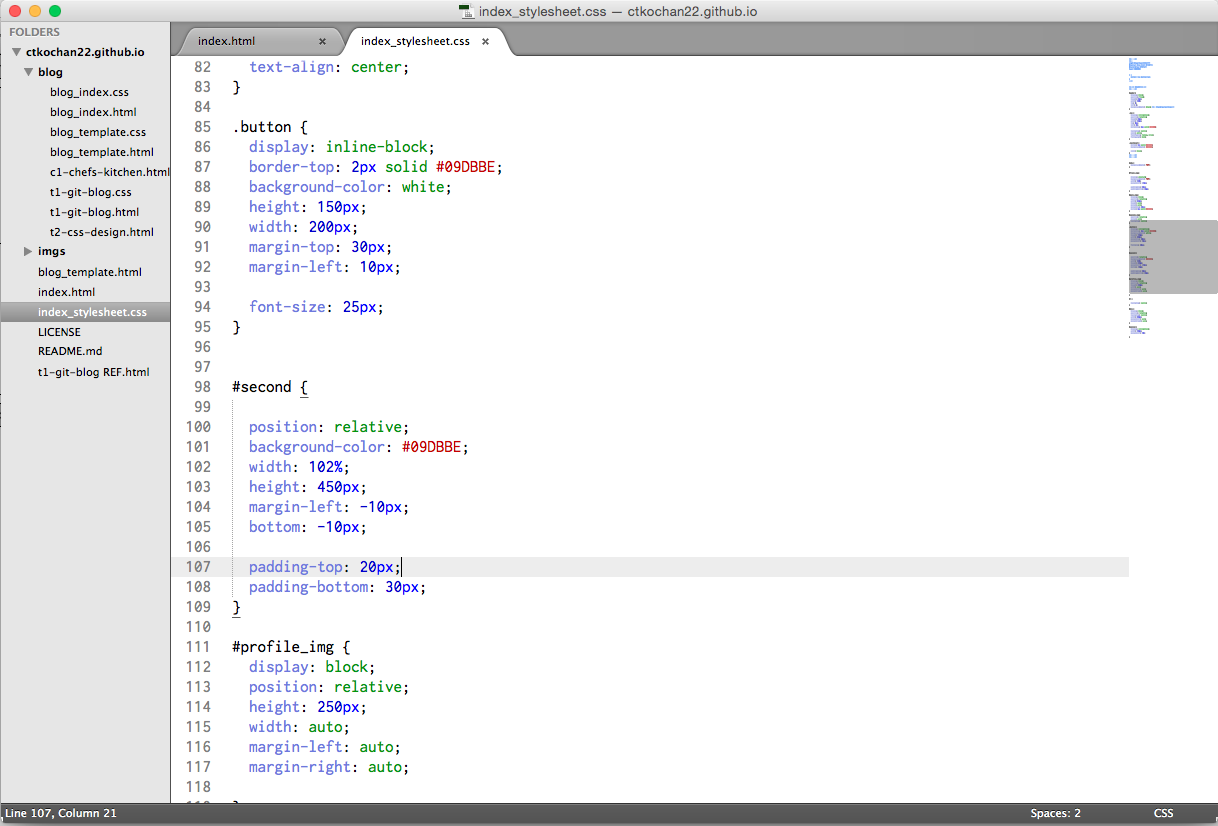 index_stylesheet.css — ctkochan22.github.io
FOLDERS
ctkochan22.github.io
blog
blog_index.css
blog_index.html
blog_template.css
blog_template.html
c1-chefs-kitchen.html
t1-git-blog.css
t1-git-blog.html
t2-css-design.html
imgs
blog_template.html
index.html
index_stylesheet.css
LICENSE
README.md
t1-git-blog REF.html
index.html × index_stylesheet.css ×
82 text-align: center;
83 }
84
85 .button {
86 display: inline-block;
87 border-top: 2px solid #09DBBE;
88 background-color: white;
89 height: 150px;
90 width: 200px;
91 margin-top: 30px;
92 margin-left: 10px;
93
94 font-size: 25px;
95 }
96
97
98 #second {
99
100 position: relative;
101 background-color: #09DBBE;
102 width: 102%;
103 height: 450px;
104 margin-left: -10px;
105 bottom: -10px;
106
107 padding-top: 20px;
108 padding-bottom: 30px;
109 }
110
111 #profile_img {
112 display: block;
113 position: relative;
114 height: 250px;
115 width: auto;
116 margin-left: auto;
117 margin-right: auto;
118
Line 107, Column 21 Spaces: 2 CSS